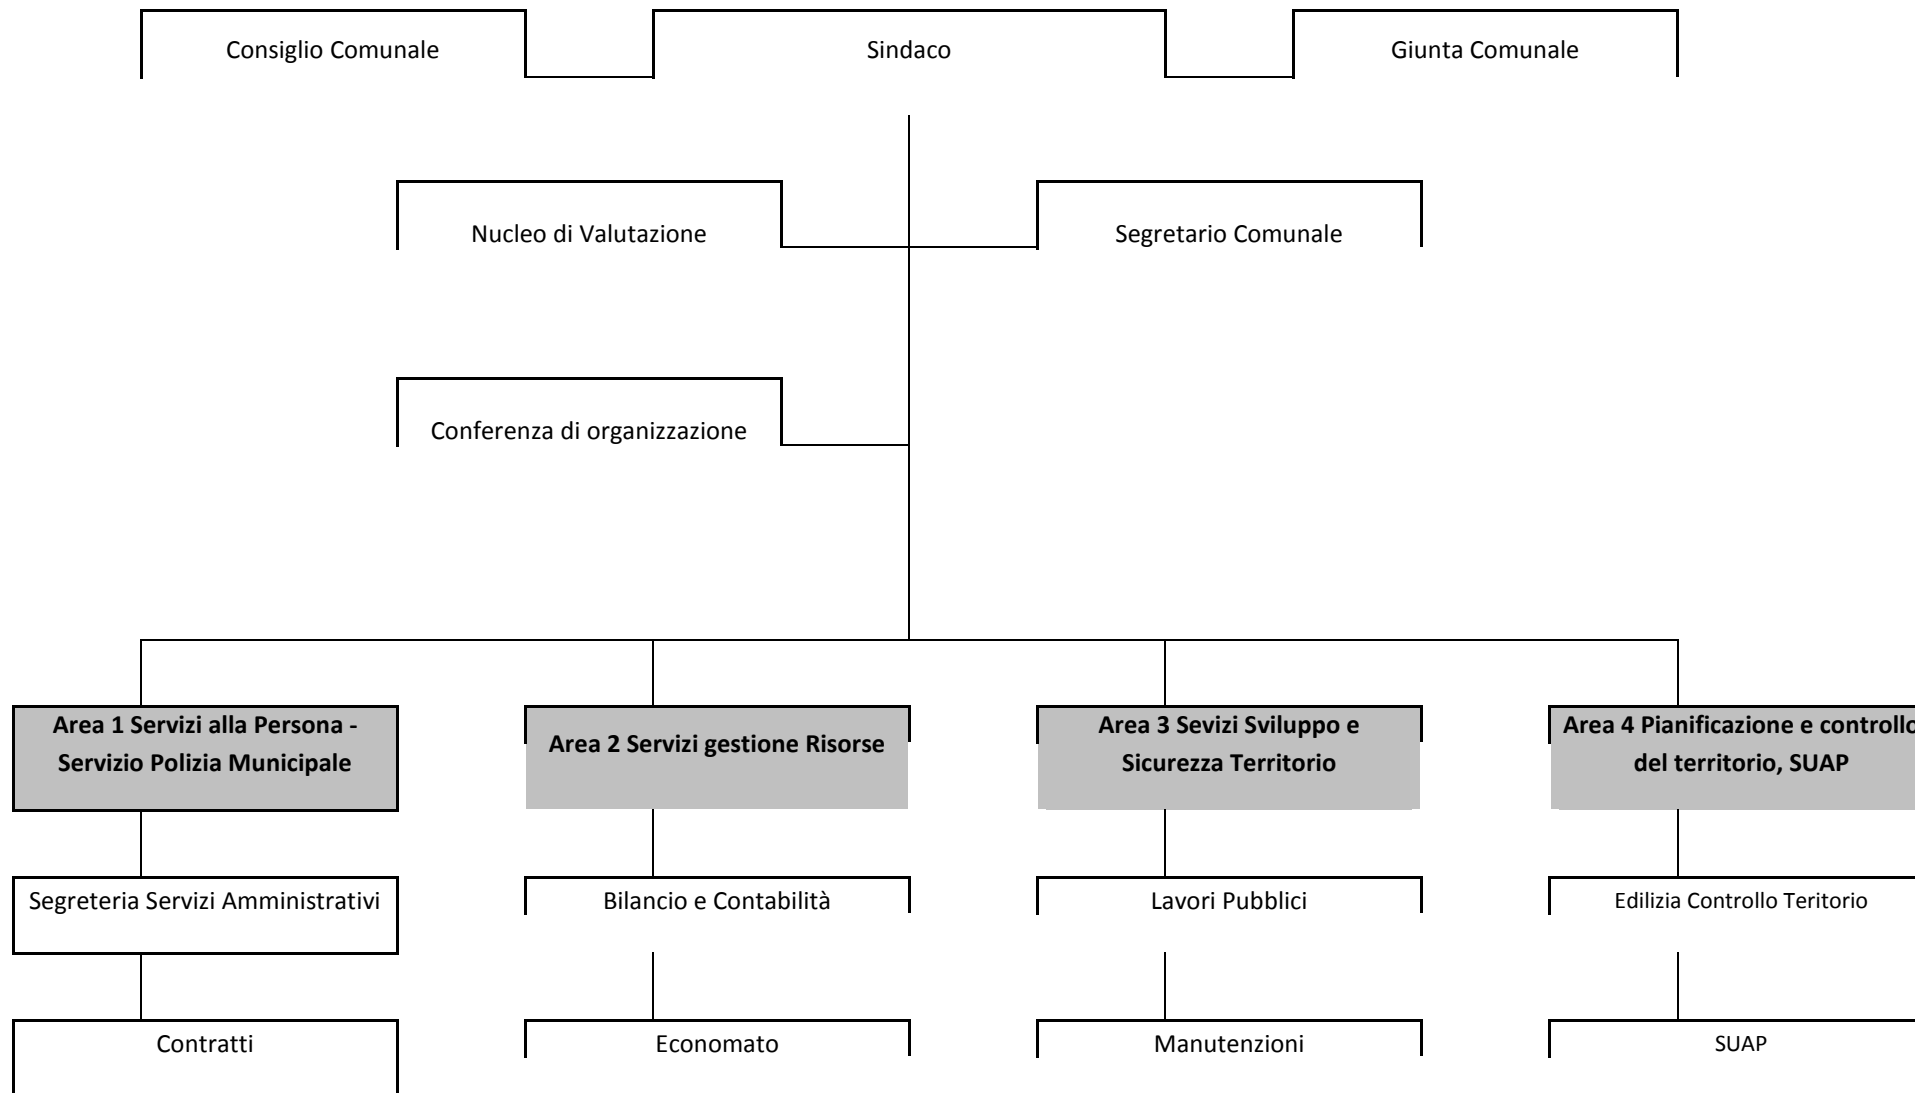 Consiglio Comunale
Sindaco
Giunta Comunale
Nucleo di Valutazione
Segretario Comunale
Conferenza di organizzazione
Area 1 Servizi alla Persona -
Servizio Polizia Municipale
Area 2 Servizi gestione Risorse
Area 3 Sevizi Sviluppo e
Sicurezza Territorio
Area 4 Pianificazione e controllo
del territorio, SUAP
Segreteria Servizi Amministrativi
Bilancio e Contabilità
Lavori Pubblici
Edilizia Controllo Teritorio
Contratti
Economato
Manutenzioni
SUAP